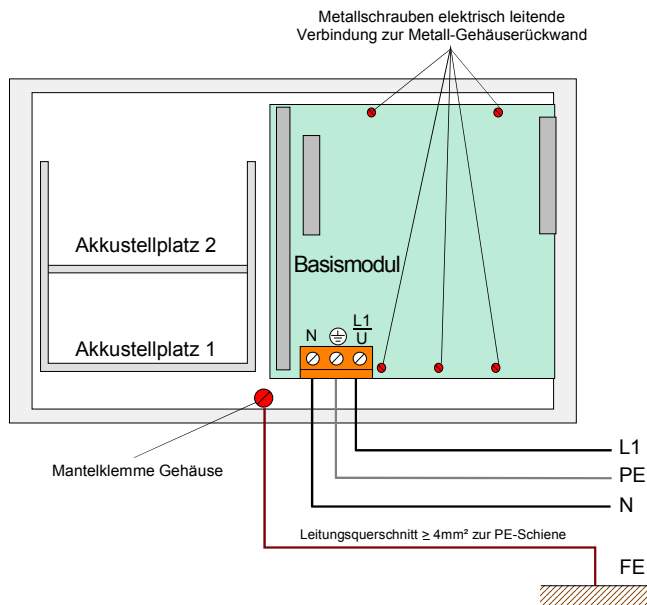 Metallschrauben elektrisch leitende
Verbindung zur Metall-Gehäuserückwand
Akkustellplatz 2
Basismodul
Akkustellplatz 1
N
L1
U
Mantelklemme Gehäuse
L1
PE
N
Leitungsquerschnitt ≥ 4mm² zur PE-Schiene
FE